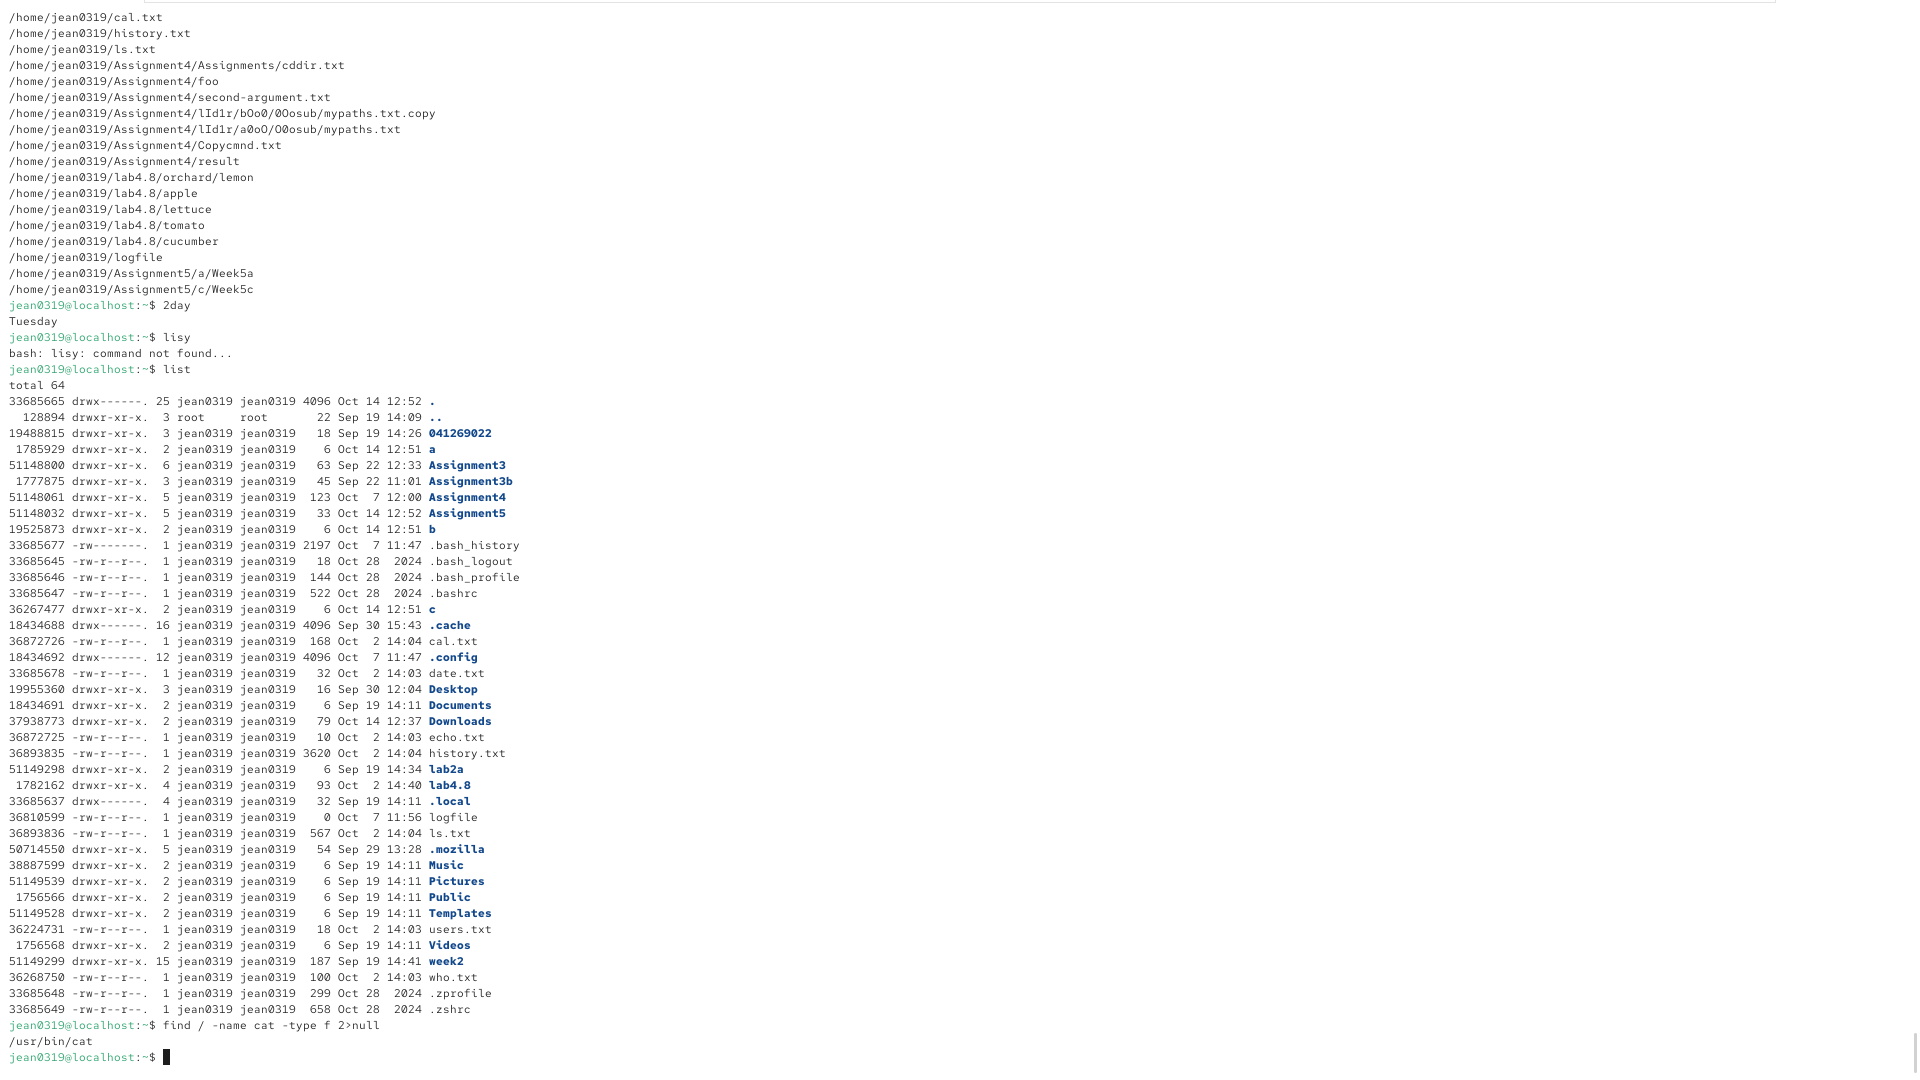 /home/jean0319/cal.txt
/home/jean0319/history.txt
/home/jean0319/ls.txt
/home/jean0319/Assignment4/Assignments/cddir.txt
/home/jean0319/Assignment4/foo
/home/jean0319/Assignment4/second-argument.txt
/home/jean0319/Assignment4/lId1r/bOo0/0Oosub/mypaths.txt.copy
/home/jean0319/Assignment4/lId1r/a0oO/O0osub/mypaths.txt
/home/jean0319/Assignment4/Copycmnd.txt
/home/jean0319/Assignment4/result
/home/jean0319/lab4.8/orchard/lemon
/home/jean0319/lab4.8/apple
/home/jean0319/lab4.8/lettuce
/home/jean0319/lab4.8/tomato
/home/jean0319/lab4.8/cucumber
/home/jean0319/logfile
/home/jean0319/Assignment5/a/Week5a
/home/jean0319/Assignment5/c/Week5c
jean0319@localhost:~$ 2day
Tuesday
jean0319@localhost:~$ lisy
bash: lisy: command not found...
jean0319@localhost:~$ list
total 64
33685665 drwx------. 25 jean0319 jean0319 4096 Oct 14 12:52 .
  128894 drwxr-xr-x.  3 root     root       22 Sep 19 14:09 ..
19488815 drwxr-xr-x.  3 jean0319 jean0319   18 Sep 19 14:26 041269022
 1785929 drwxr-xr-x.  2 jean0319 jean0319    6 Oct 14 12:51 a
51148800 drwxr-xr-x.  6 jean0319 jean0319   63 Sep 22 12:33 Assignment3
 1777875 drwxr-xr-x.  3 jean0319 jean0319   45 Sep 22 11:01 Assignment3b
51148061 drwxr-xr-x.  5 jean0319 jean0319  123 Oct  7 12:00 Assignment4
51148032 drwxr-xr-x.  5 jean0319 jean0319   33 Oct 14 12:52 Assignment5
19525873 drwxr-xr-x.  2 jean0319 jean0319    6 Oct 14 12:51 b
33685677 -rw-------.  1 jean0319 jean0319 2197 Oct  7 11:47 .bash_history
33685645 -rw-r--r--.  1 jean0319 jean0319   18 Oct 28  2024 .bash_logout
33685646 -rw-r--r--.  1 jean0319 jean0319  144 Oct 28  2024 .bash_profile
33685647 -rw-r--r--.  1 jean0319 jean0319  522 Oct 28  2024 .bashrc
36267477 drwxr-xr-x.  2 jean0319 jean0319    6 Oct 14 12:51 c
18434688 drwx------. 16 jean0319 jean0319 4096 Sep 30 15:43 .cache
36872726 -rw-r--r--.  1 jean0319 jean0319  168 Oct  2 14:04 cal.txt
18434692 drwx------. 12 jean0319 jean0319 4096 Oct  7 11:47 .config
33685678 -rw-r--r--.  1 jean0319 jean0319   32 Oct  2 14:03 date.txt
19955360 drwxr-xr-x.  3 jean0319 jean0319   16 Sep 30 12:04 Desktop
18434691 drwxr-xr-x.  2 jean0319 jean0319    6 Sep 19 14:11 Documents
37938773 drwxr-xr-x.  2 jean0319 jean0319   79 Oct 14 12:37 Downloads
36872725 -rw-r--r--.  1 jean0319 jean0319   10 Oct  2 14:03 echo.txt
36893835 -rw-r--r--.  1 jean0319 jean0319 3620 Oct  2 14:04 history.txt
51149298 drwxr-xr-x.  2 jean0319 jean0319    6 Sep 19 14:34 lab2a
 1782162 drwxr-xr-x.  4 jean0319 jean0319   93 Oct  2 14:40 lab4.8
33685637 drwx------.  4 jean0319 jean0319   32 Sep 19 14:11 .local
36810599 -rw-r--r--.  1 jean0319 jean0319    0 Oct  7 11:56 logfile
36893836 -rw-r--r--.  1 jean0319 jean0319  567 Oct  2 14:04 ls.txt
50714550 drwxr-xr-x.  5 jean0319 jean0319   54 Sep 29 13:28 .mozilla
38887599 drwxr-xr-x.  2 jean0319 jean0319    6 Sep 19 14:11 Music
51149539 drwxr-xr-x.  2 jean0319 jean0319    6 Sep 19 14:11 Pictures
 1756566 drwxr-xr-x.  2 jean0319 jean0319    6 Sep 19 14:11 Public
51149528 drwxr-xr-x.  2 jean0319 jean0319    6 Sep 19 14:11 Templates
36224731 -rw-r--r--.  1 jean0319 jean0319   18 Oct  2 14:03 users.txt
 1756568 drwxr-xr-x.  2 jean0319 jean0319    6 Sep 19 14:11 Videos
51149299 drwxr-xr-x. 15 jean0319 jean0319  187 Sep 19 14:41 week2
36268750 -rw-r--r--.  1 jean0319 jean0319  100 Oct  2 14:03 who.txt
33685648 -rw-r--r--.  1 jean0319 jean0319  299 Oct 28  2024 .zprofile
33685649 -rw-r--r--.  1 jean0319 jean0319  658 Oct 28  2024 .zshrc
jean0319@localhost:~$ find / -name cat -type f 2>null
/usr/bin/cat
jean0319@localhost:~$